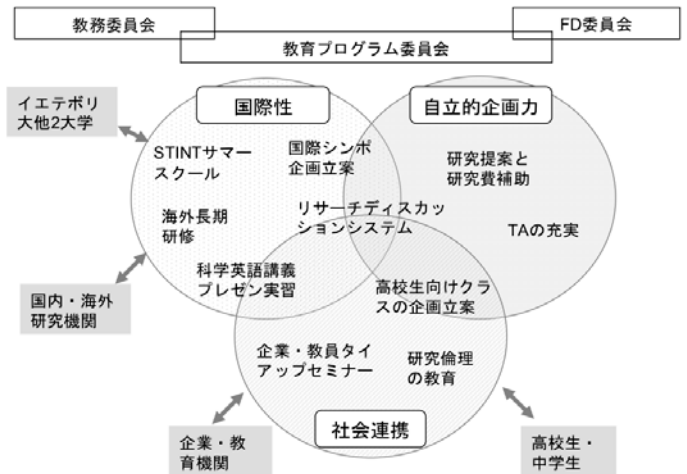 教務委員会
FD委員会
教育プログラム委員会
国際性
自立的企画力
イエテボリ
大他2大学
STINTサマー
スクール
国際シンポ
企画立案
研究提案と
研究費補助
海外長期
研修
リサーチディスカッ
ションシステム
TAの充実
科学英語講義
プレゼン実習
高校生向けクラ
スの企画立案
国内・海外
研究機関
企業・教員タイ
アップセミナー
研究倫理
の教育
社会連携
企業・教
育機関
高校生・
中学生